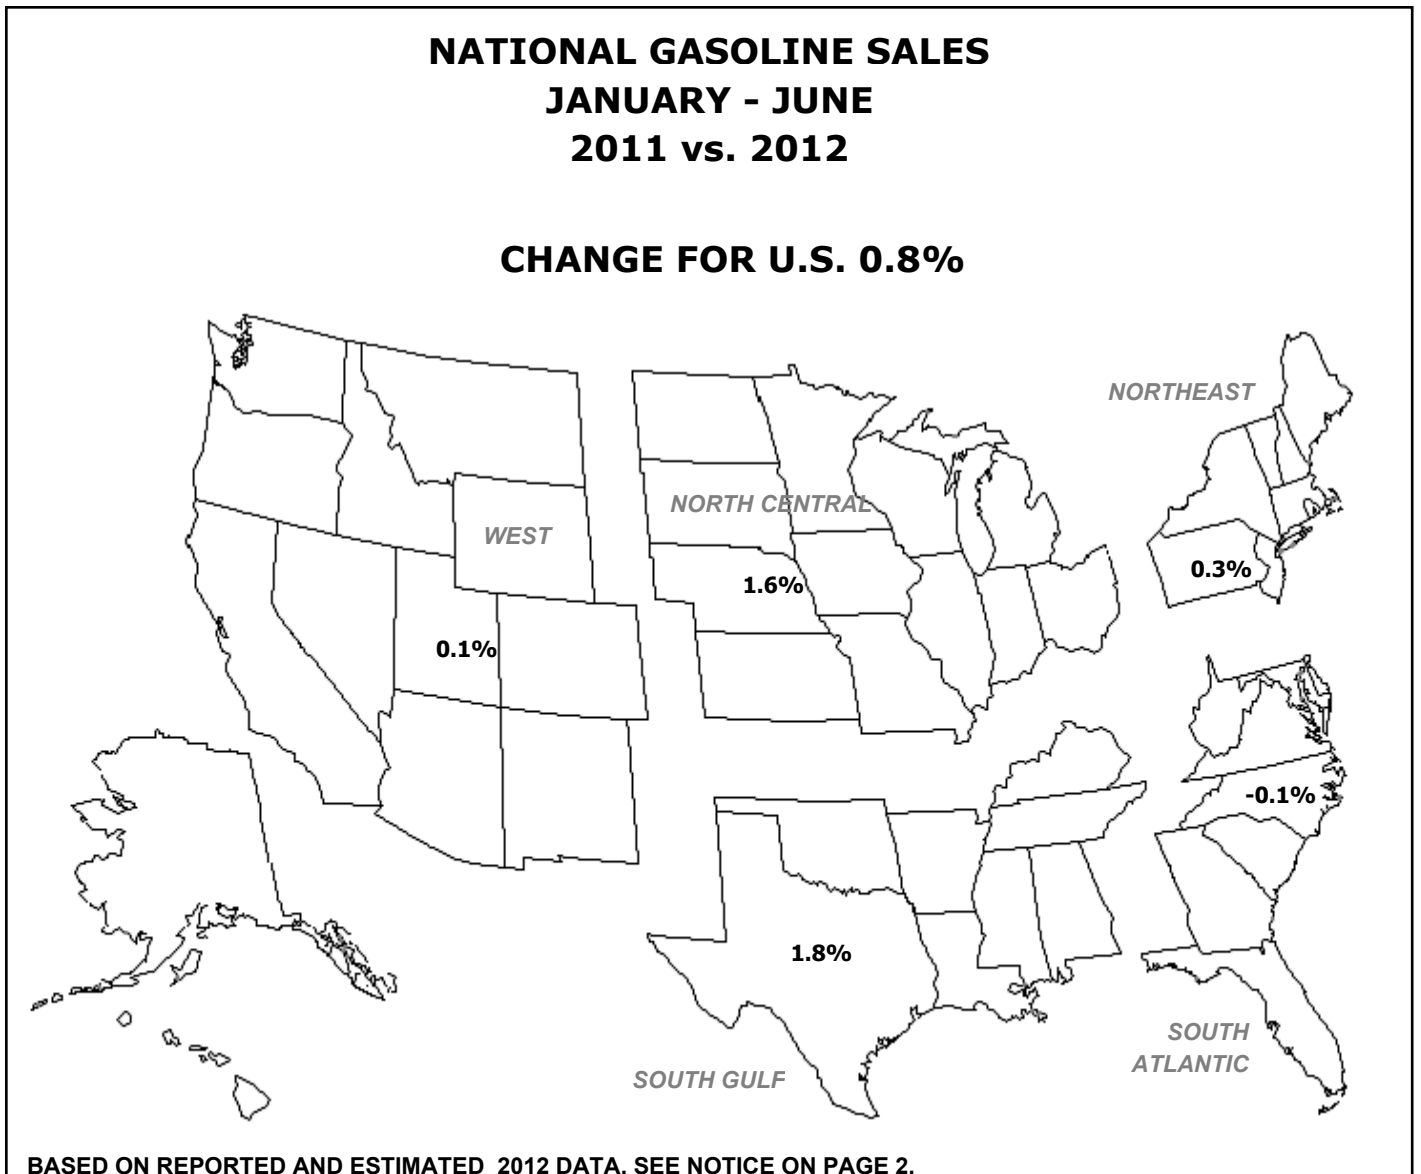 NATIONAL GASOLINE SALES
JANUARY - JUNE
2011 vs. 2012
CHANGE FOR U.S. 0.8%
NORTHEAST
NORTH CENTRAL
WEST
0.3%
1.6%
0.1%
-0.1%
1.8%
SOUTH
ATLANTIC
SOUTH GULF
BASED ON REPORTED AND ESTIMATED  2012 DATA. SEE NOTICE ON PAGE 2.